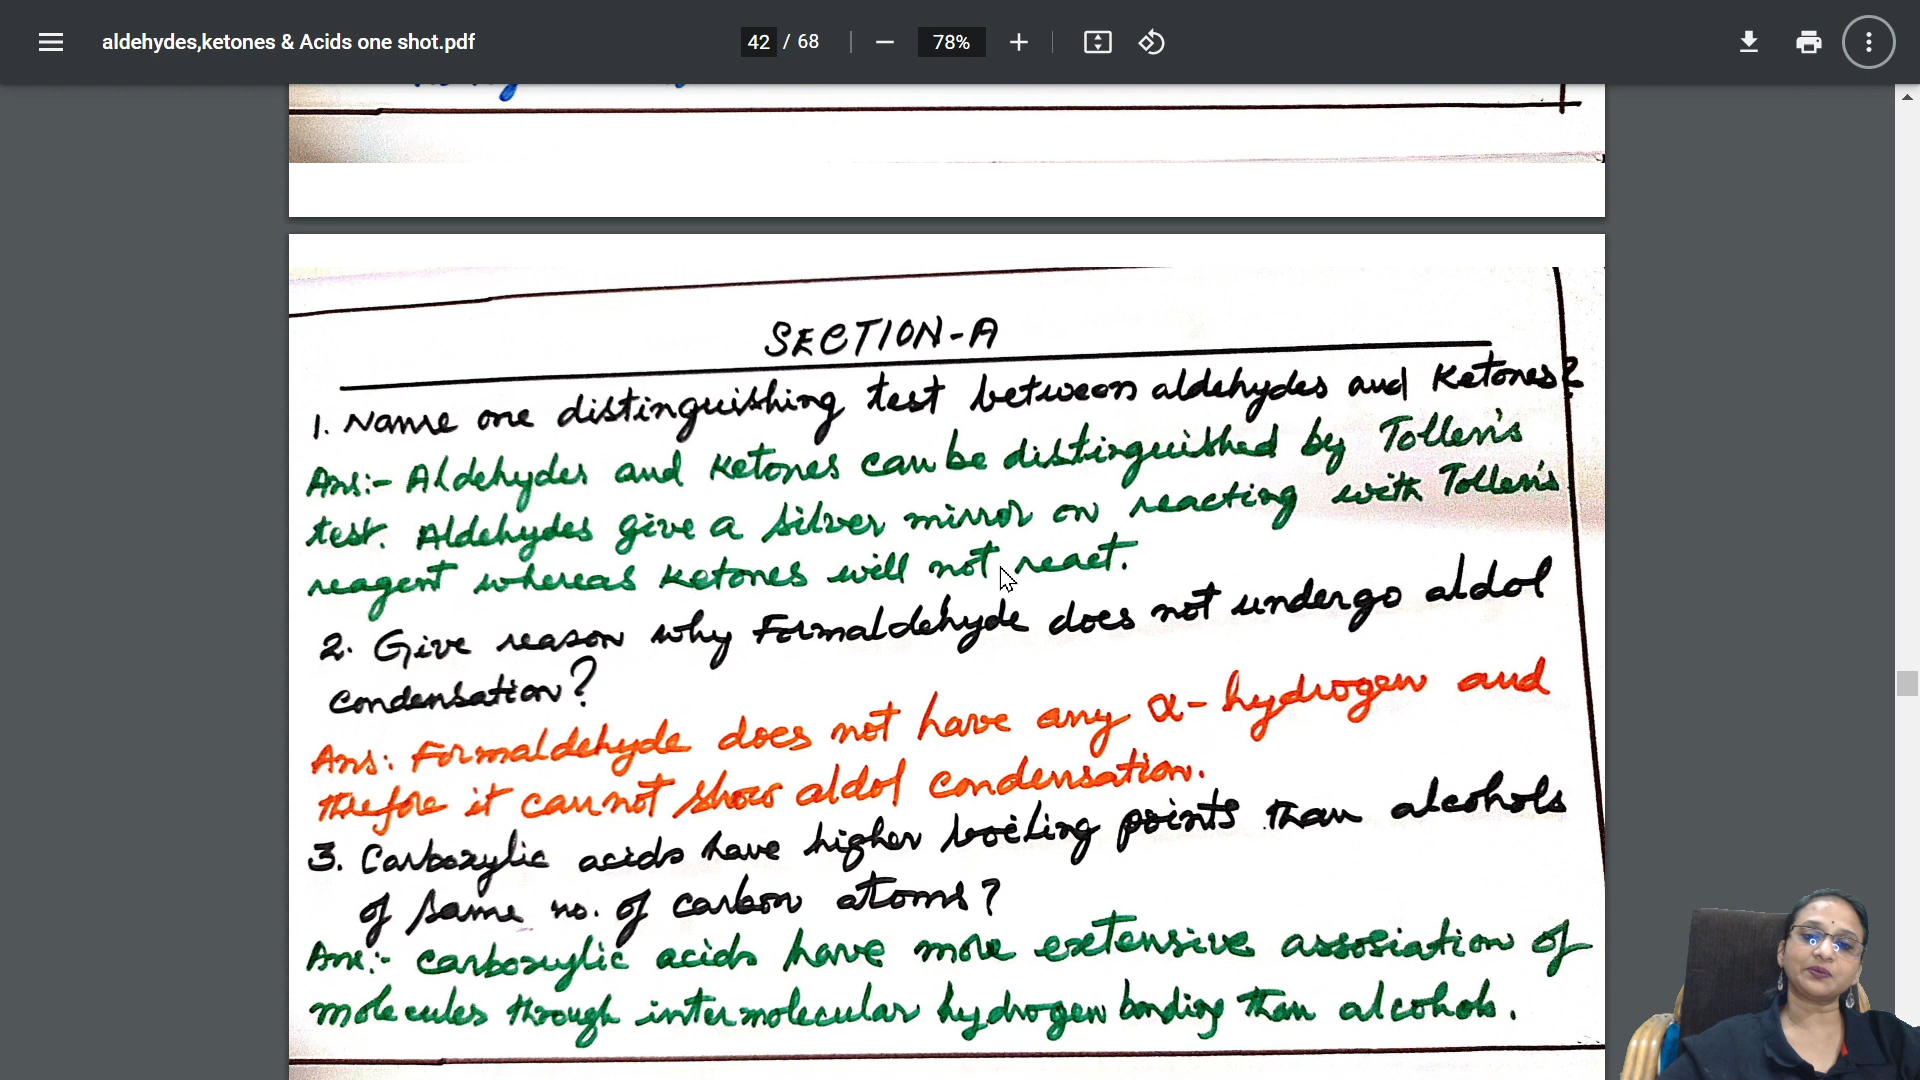 aldehydes,ketones & Acids one shot.pdf
42 / 68
78%
SECTION-A
1. Name one distinguishing test between aldehydes and Ketones?
Ans:- Aldehydes and Ketones can be distinguished by Tollen's
test. Aldehydes give a silver mirror on reacting with Tollen's
reagent whereas Ketones will not react.
2. Give reason why Formaldehyde does not undergo aldol
Condensation?
Ans: Formaldehyde does not have any α-hydrogen and
thefore it cannot show aldol condensation.
3. Carboxylic acids have higher boiling points than alcohols
of same no. of carbon atoms?
Ans:- carboxylic acids have more extensive assosiation of
molecules through intermolecular hydrogen bonding than alcohols.